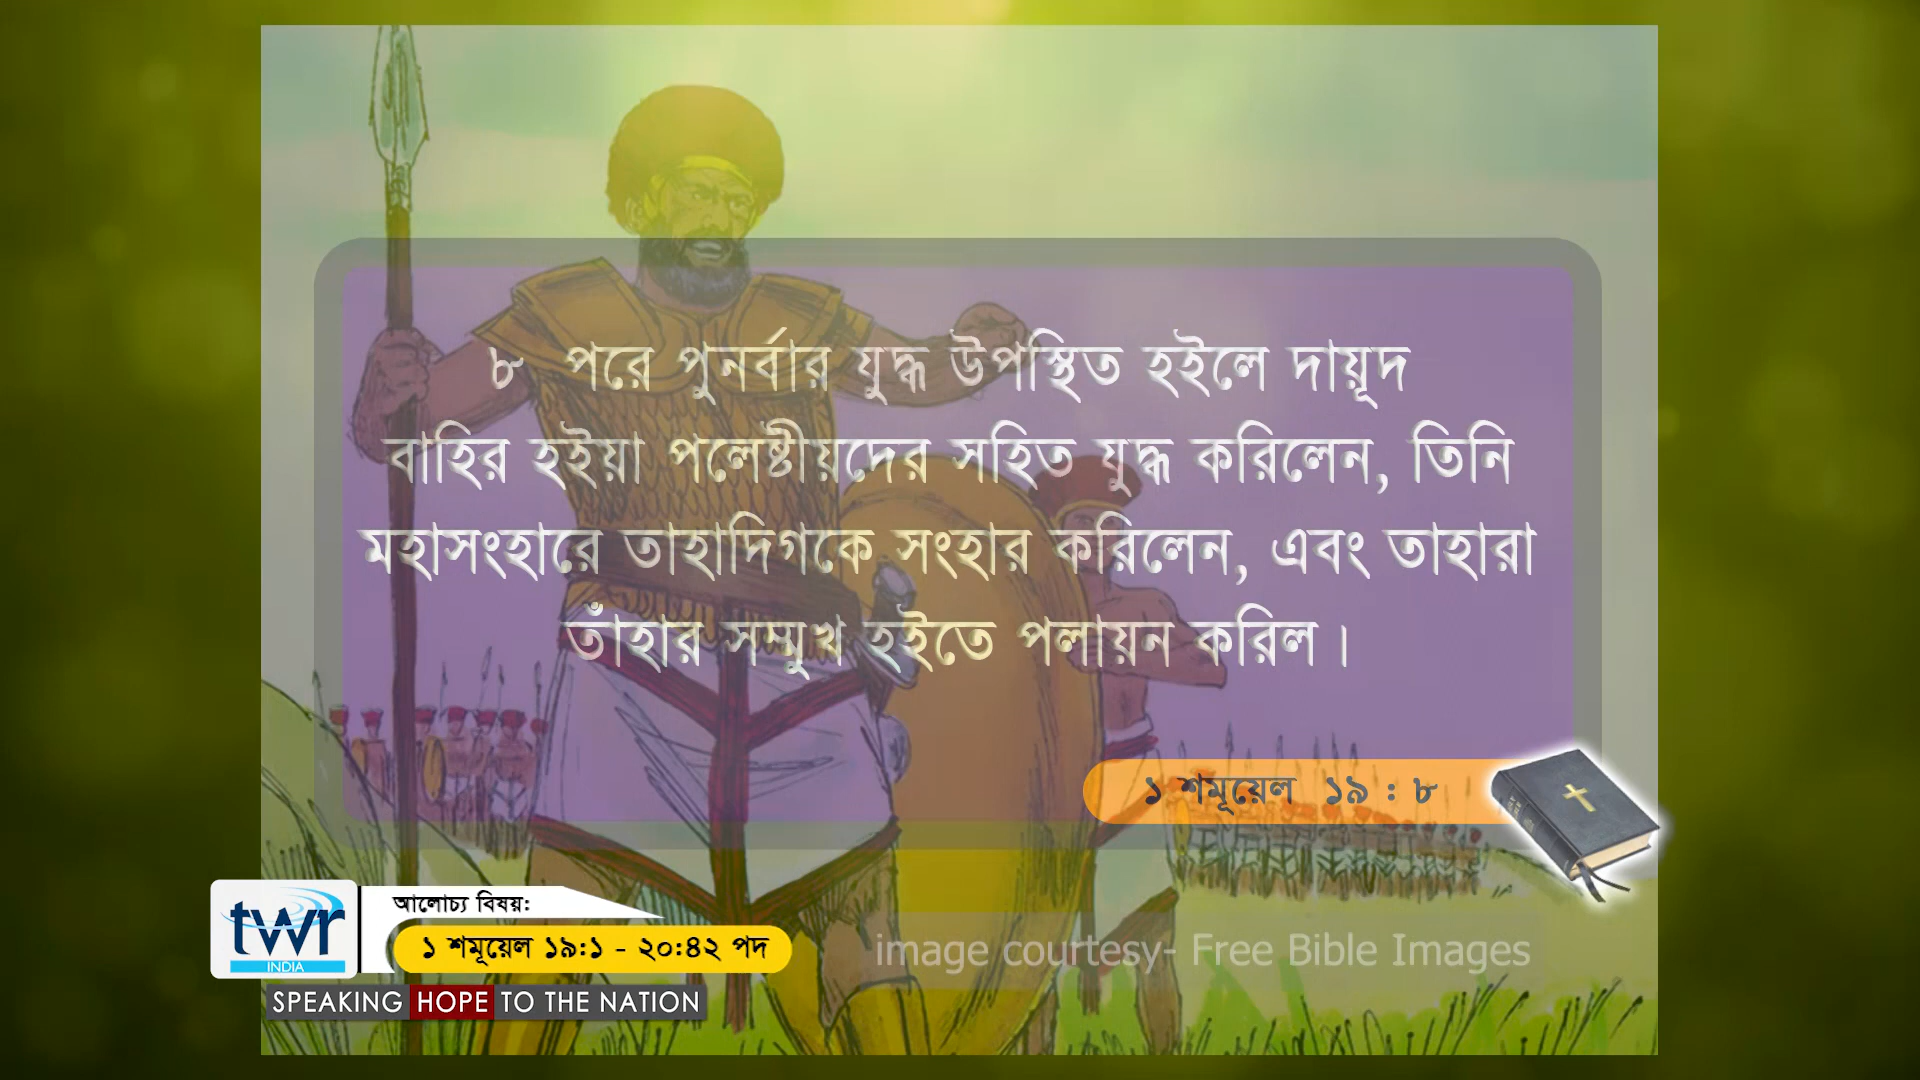 ৮ পরে পুনর্বার যুদ্ধ উপস্থিত হইলে দায়ূদ
বাহির হইয়া পলেষ্টীয়দের সহিত যুদ্ধ করিলেন, তিনি
মহাসংহারে তাহাদিগকে সংহার করিলেন, এবং তাহারা
তাঁহার সম্মুখ হইতে পলায়ন করিল।
১ শমূয়েল ১৯ : ৮
twr
INDIA
আলোচ্য বিষয়:
১ শমূয়েল ১৯:১ - ২০:৪২ পদ
image courtesy- Free Bible Images
SPEAKING HOPE TO THE NATION